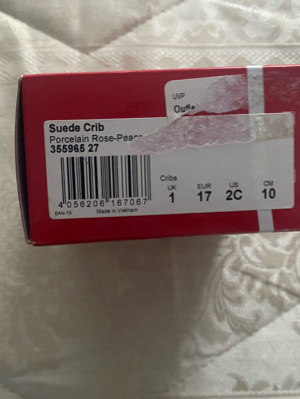 UVP
Suede Crib
Porcelain Rose-Peac
355965 27
4 056206 167067
EAN-13
Made in Vietnam
Cribs
UK EUR US CM
1 17 2C 10